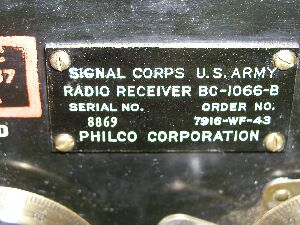 SIGNAL CORPS U.S. ARMY
RADIO RECEIVER BC-1066-B
SERIAL NO. ORDER NO.
8869 7916-WF-43
PHILCO CORPORATION